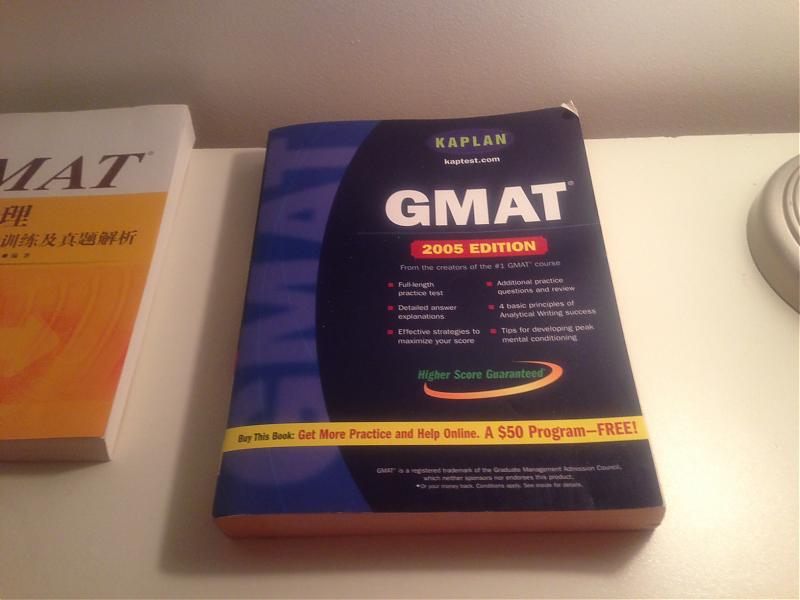 MAT®
理
训练及真题解析
●编著
KAPLAN
kaptest.com
GMAT®
2005 EDITION
From the creators of the #1 GMAT® course
Full-length
practice test
Detailed answer
explanations
Effective strategies to
maximize your score
Additional practice
questions and review
4 basic principles of
Analytical Writing success
Tips for developing peak
mental conditioning
Higher Score Guaranteed*
Buy This Book: Get More Practice and Help Online. A $50 Program—FREE!
GMAT® is a registered trademark of the Graduate Management Admission Council,
which neither sponsors nor endorses this product.
*Or your money back. Conditions apply. See inside for details.
GMAT